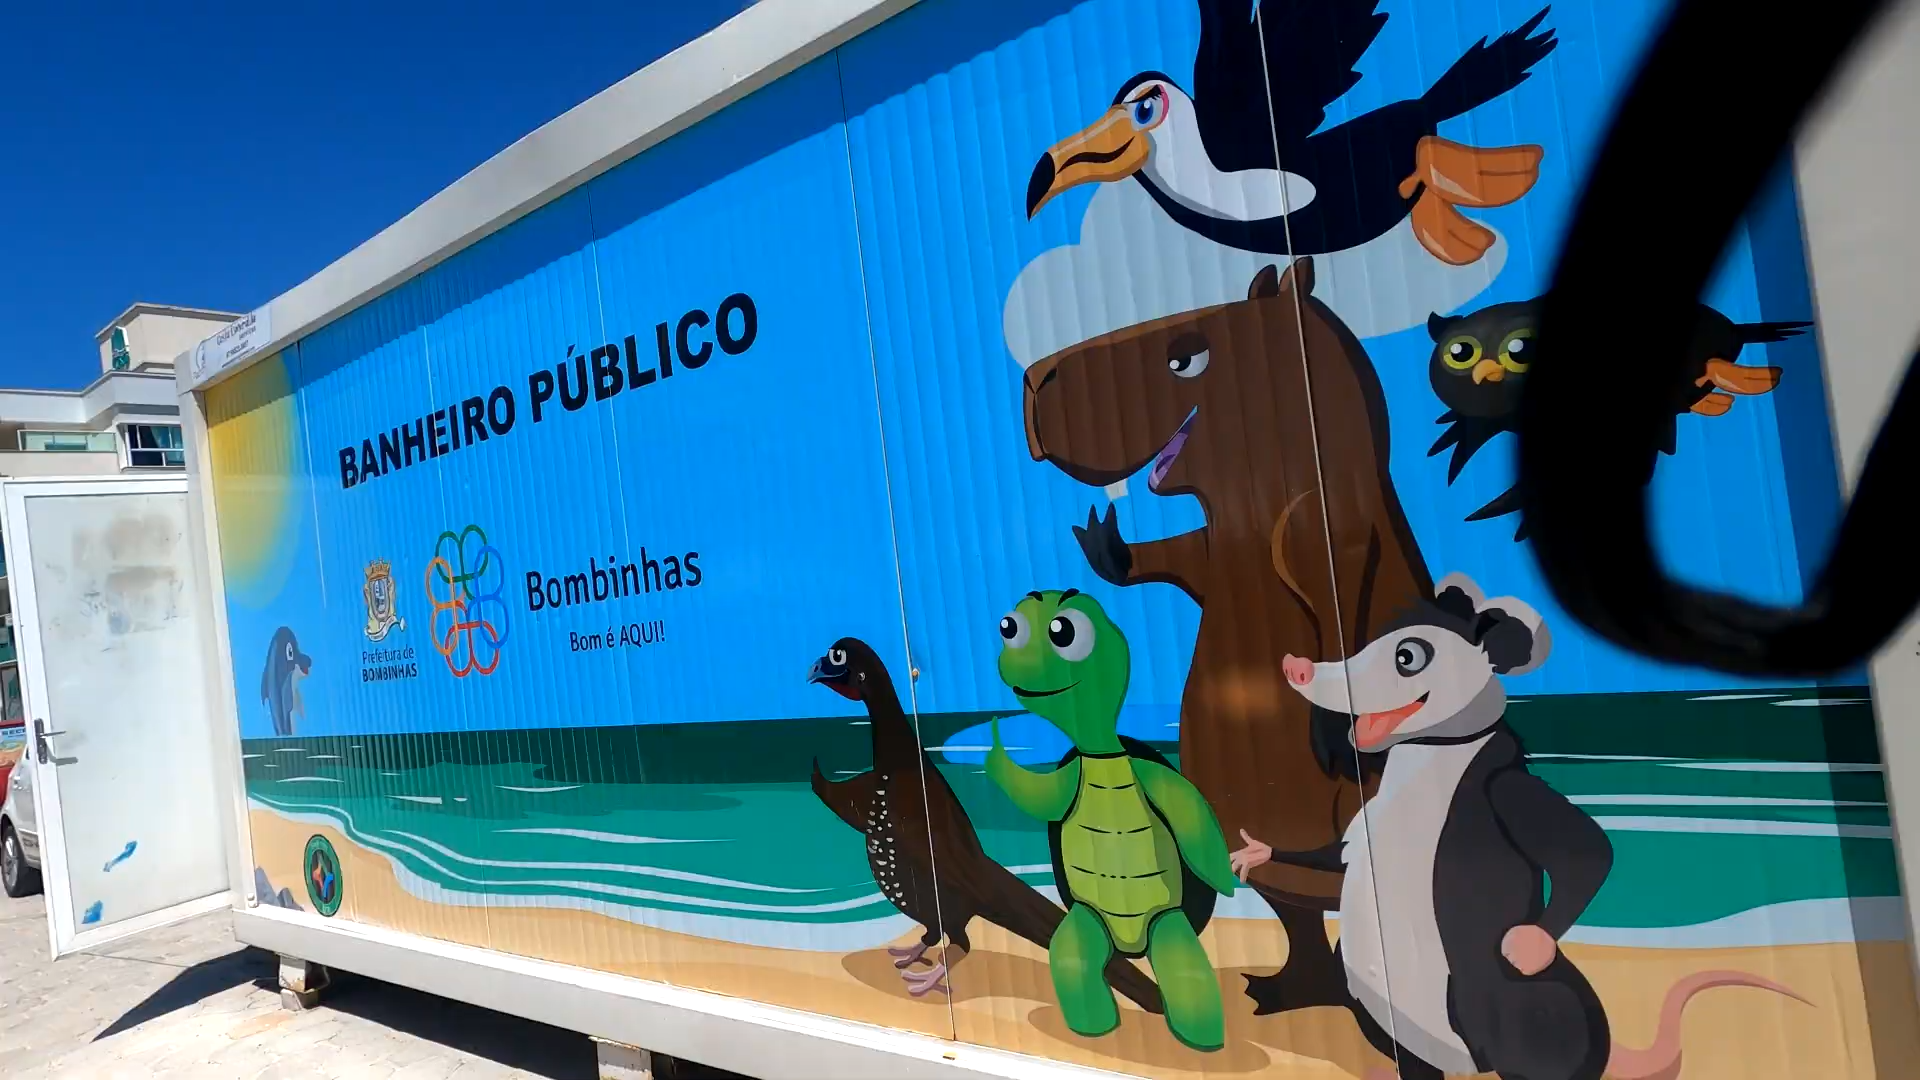 BANHEIRO PÚBLICO
Prefeitura de
BOMBINHAS
Bombinhas
Bom é AQUI!